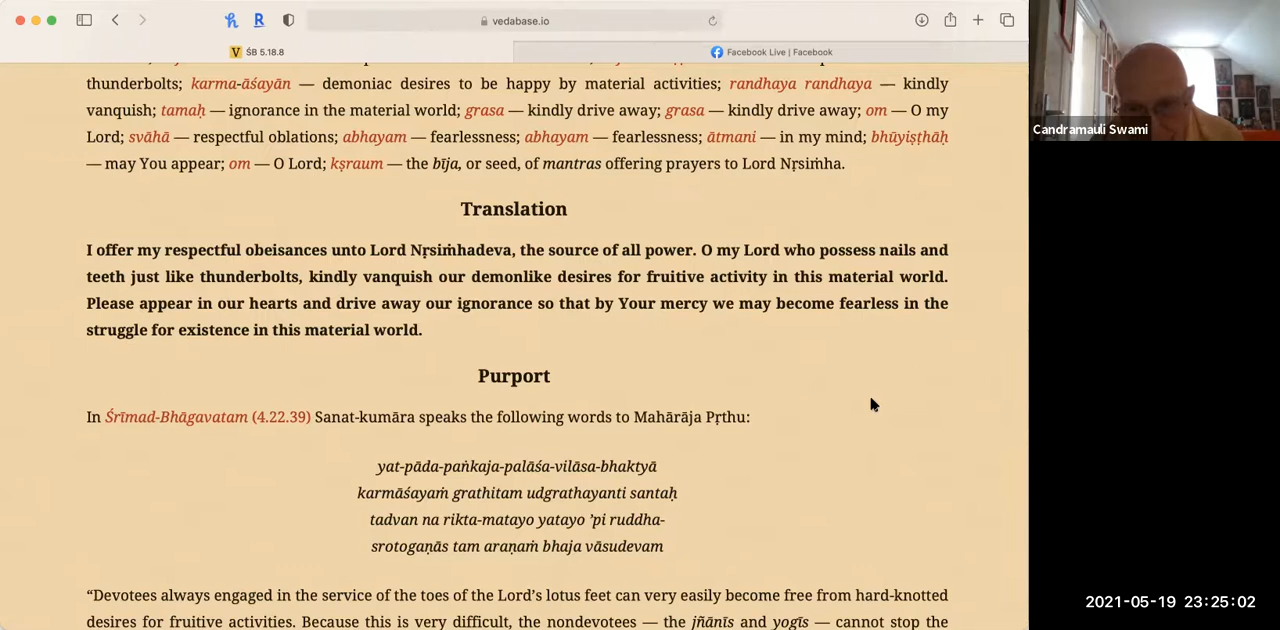 vedabase.io
ŚB 5.18.8
Facebook Live | Facebook
thunderbolts; karma-āśayān — demoniac desires to be happy by material activities; randhaya randhaya — kindly
vanquish; tamaḥ — ignorance in the material world; grasa — kindly drive away; grasa — kindly drive away; om — O my
Lord; svāhā — respectful oblations; abhayam — fearlessness; abhayam — fearlessness; ātmani — in my mind; bhūyiṣṭhāḥ
— may You appear; om — O Lord; kṣraum — the bīja, or seed, of mantras offering prayers to Lord Nṛsiṁha.
Translation
I offer my respectful obeisances unto Lord Nṛsiṁhadeva, the source of all power. O my Lord who possess nails and
teeth just like thunderbolts, kindly vanquish our demonlike desires for fruitive activity in this material world.
Please appear in our hearts and drive away our ignorance so that by Your mercy we may become fearless in the
struggle for existence in this material world.
Purport
In Śrīmad-Bhāgavatam (4.22.39) Sanat-kumāra speaks the following words to Mahārāja Pṛthu:
yat-pāda-paṅkaja-palāśa-vilāsa-bhaktyā
karmāśayaṁ grathitam udgrathayanti santaḥ
tadvan na rikta-matayo yatayo ’pi ruddha-
srotogaṇās tam araṇaṁ bhaja vāsudevam
“Devotees always engaged in the service of the toes of the Lord’s lotus feet can very easily become free from hard-knotted
desires for fruitive activities. Because this is very difficult, the nondevotees — the jñānīs and yogīs — cannot stop the
Candramauli Swami
2021-05-19 23:25:02